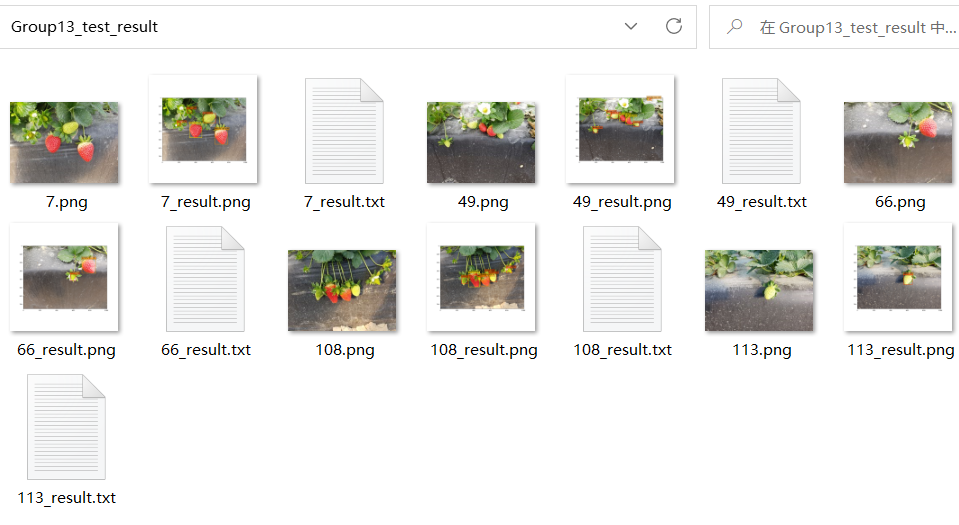 Group13_test_result
在 Group13_test_result 中...
7.png
7_result.png
7_result.txt
49.png
49_result.png
49_result.txt
66.png
66_result.png
66_result.txt
108.png
108_result.png
108_result.txt
113.png
113_result.png
113_result.txt